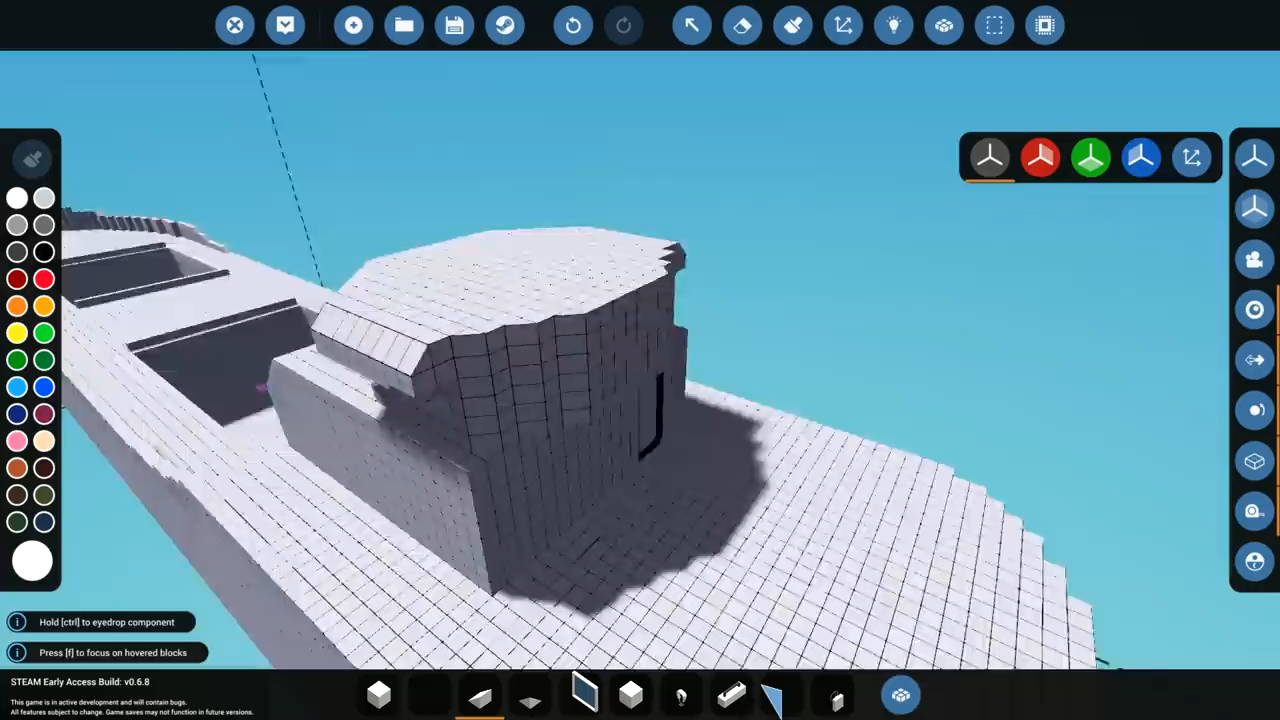 Hold [ctrl] to eyedrop component
Press [f] to focus on hovered blocks
STEAM Early Access Build: v0.6.8
This game is in active development and will contain bugs.
All features subject to change. Game saves may not function in future versions.